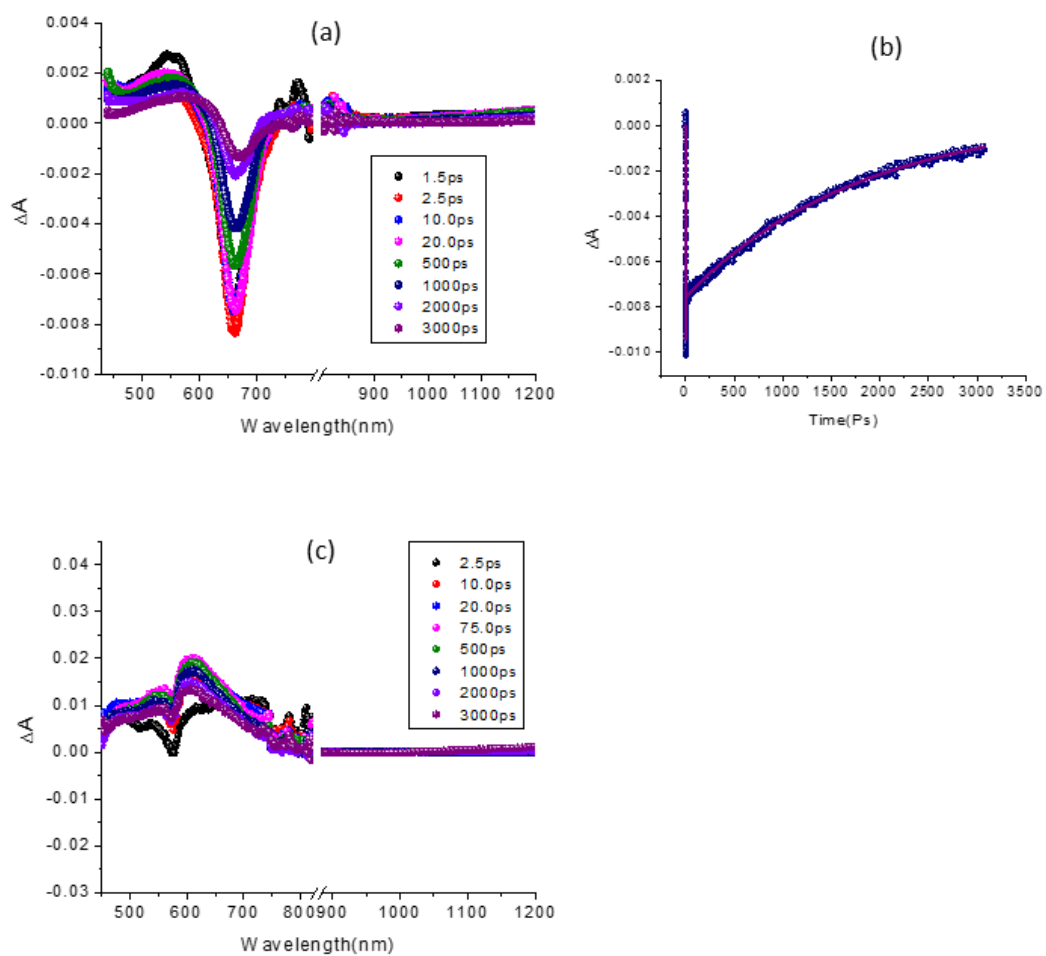 (a)
0.004
0.002
0.000
-0.002
-0.004
-0.006
-0.008
-0.010
ΔA
1.5ps
2.5ps
10.0ps
20.0ps
500ps
1000ps
2000ps
3000ps
500 600 700 900 1000 1100 1200
Wavelength(nm)
(b)
0.002
0.000
-0.002
-0.004
-0.006
-0.008
-0.010
ΔA
0 500 1000 1500 2000 2500 3000 3500
Time(Ps)
(c)
0.04
0.03
0.02
0.01
0.00
-0.01
-0.02
-0.03
ΔA
2.5ps
10.0ps
20.0ps
75.0ps
500ps
1000ps
2000ps
3000ps
500 600 700 800 900 1000 1100 1200
Wavelength(nm)